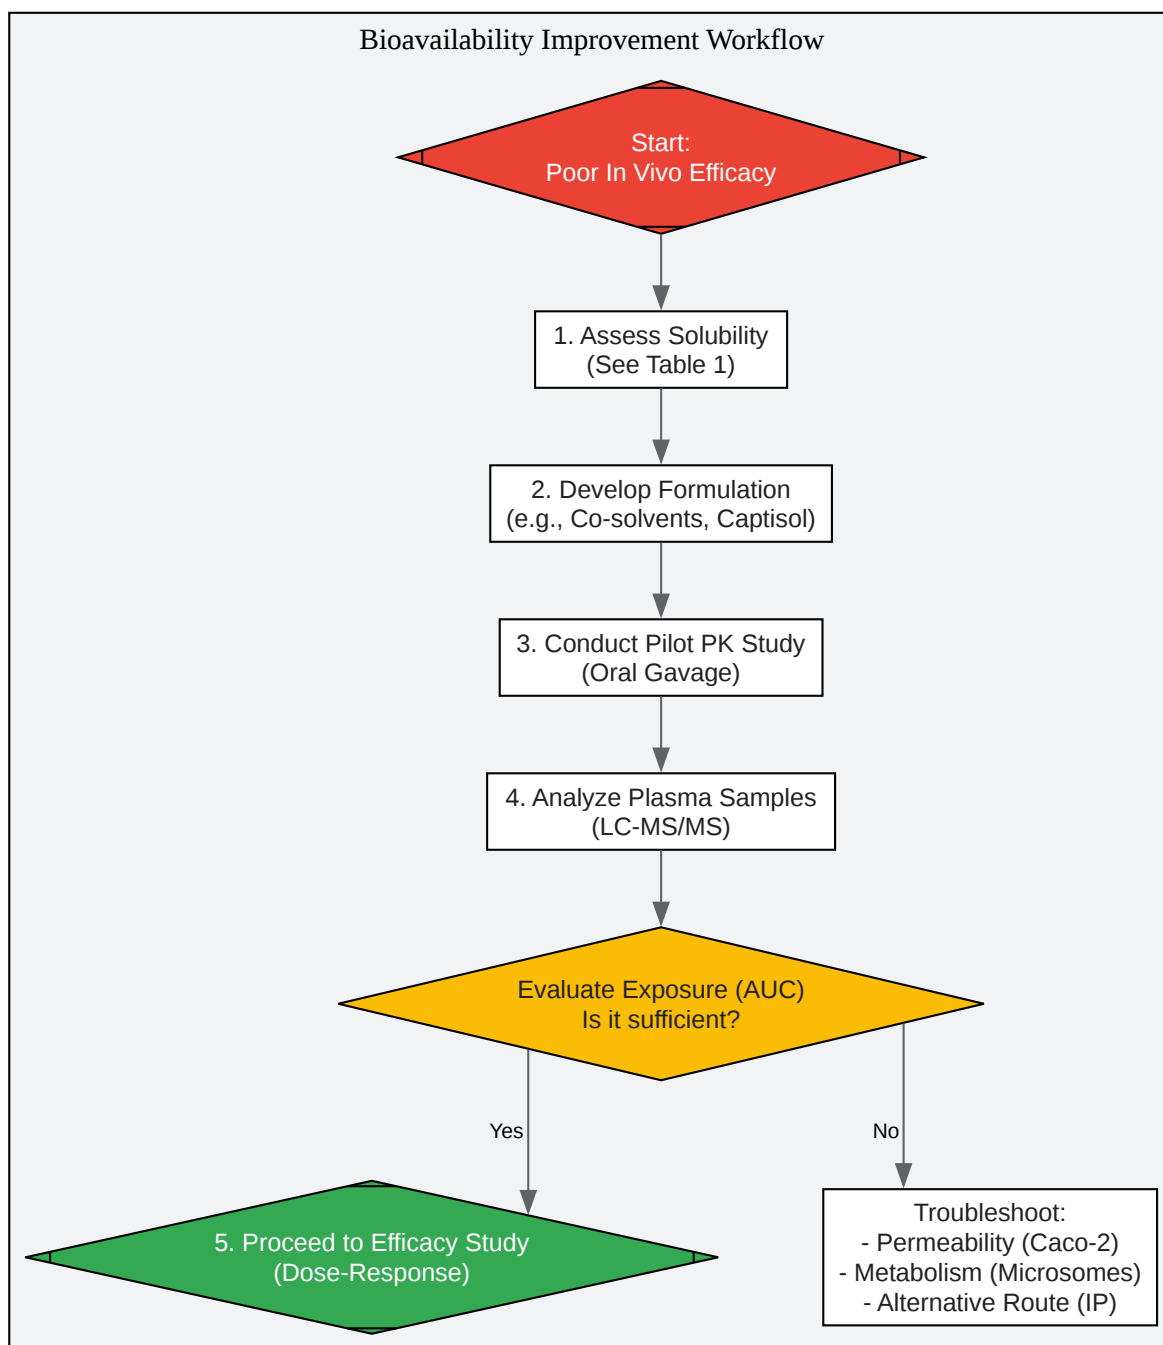 Bioavailability Improvement Workflow
Start:
Poor In Vivo Efficacy
1. Assess Solubility
(See Table 1)
2. Develop Formulation
(e.g., Co-solvents, Captisol)
3. Conduct Pilot PK Study
(Oral Gavage)
4. Analyze Plasma Samples
(LC-MS/MS)
Evaluate Exposure (AUC)
Is it sufficient?
Yes
No
5. Proceed to Efficacy Study
(Dose-Response)
Troubleshoot:
- Permeability (Caco-2)
- Metabolism (Microsomes)
- Alternative Route (IP)